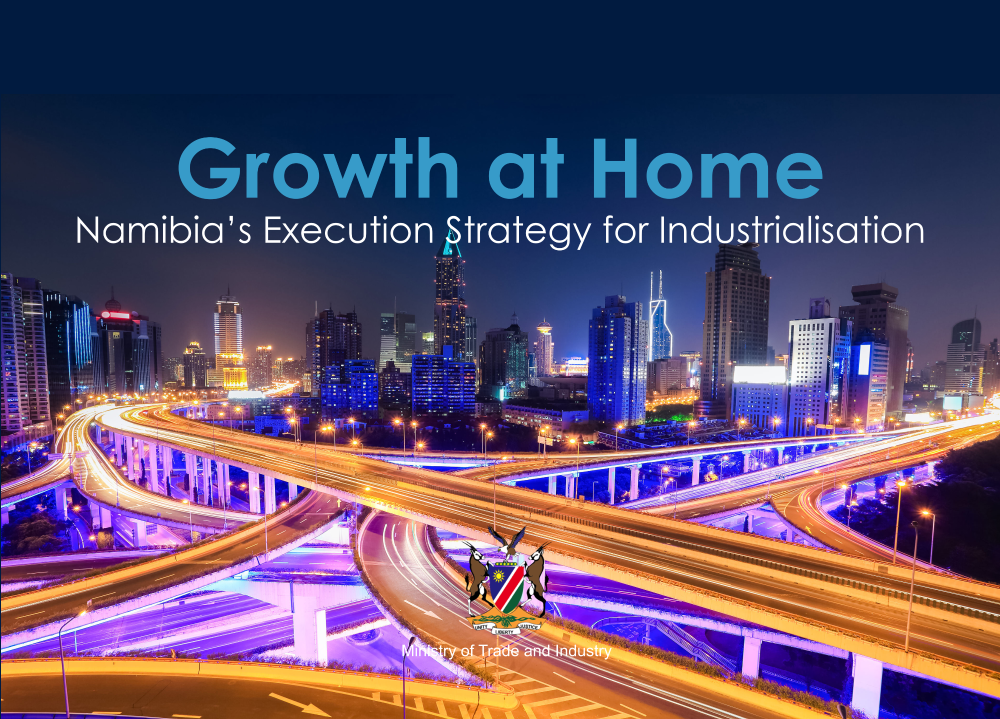 Growth at Home
Namibia’s Execution Strategy for Industrialisation
UNITY LIBERTY JUSTICE
Ministry of Trade and Industry